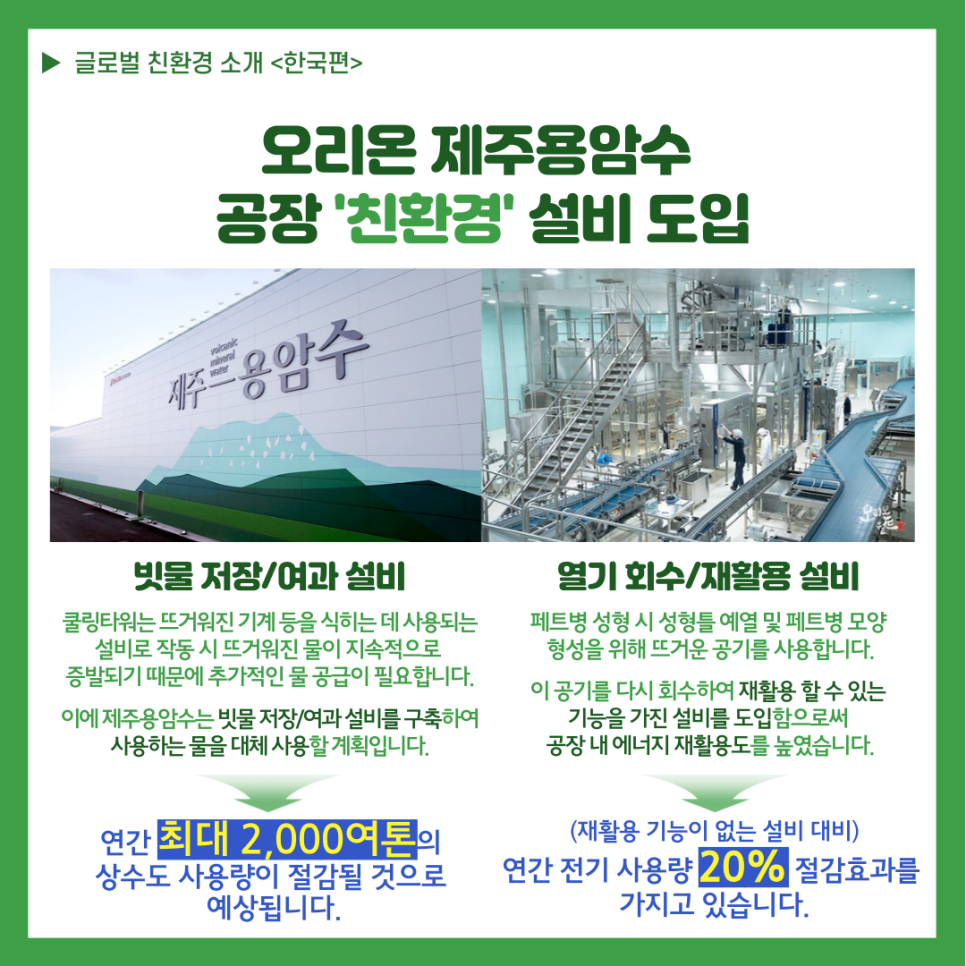 ▶ 글로벌 친환경 소개 <한국편>
오리온 제주용암수
공장 '친환경' 설비 도입
volcanic
mineral
water
제주용암수
빗물 저장/여과 설비
쿨링타워는 뜨거워진 기계 등을 식히는 데 사용되는
설비로 작동 시 뜨거워진 물이 지속적으로
증발되기 때문에 추가적인 물 공급이 필요합니다.
이에 제주용암수는 빗물 저장/여과 설비를 구축하여
사용하는 물을 대체 사용할 계획입니다.
연간 최대 2,000여톤의
상수도 사용량이 절감될 것으로
예상됩니다.
열기 회수/재활용 설비
페트병 성형 시 성형틀 예열 및 페트병 모양
형성을 위해 뜨거운 공기를 사용합니다.
이 공기를 다시 회수하여 재활용 할 수 있는
기능을 가진 설비를 도입함으로써
공장 내 에너지 재활용도를 높였습니다.
(재활용 기능이 없는 설비 대비)
연간 전기 사용량 20% 절감효과를
가지고 있습니다.